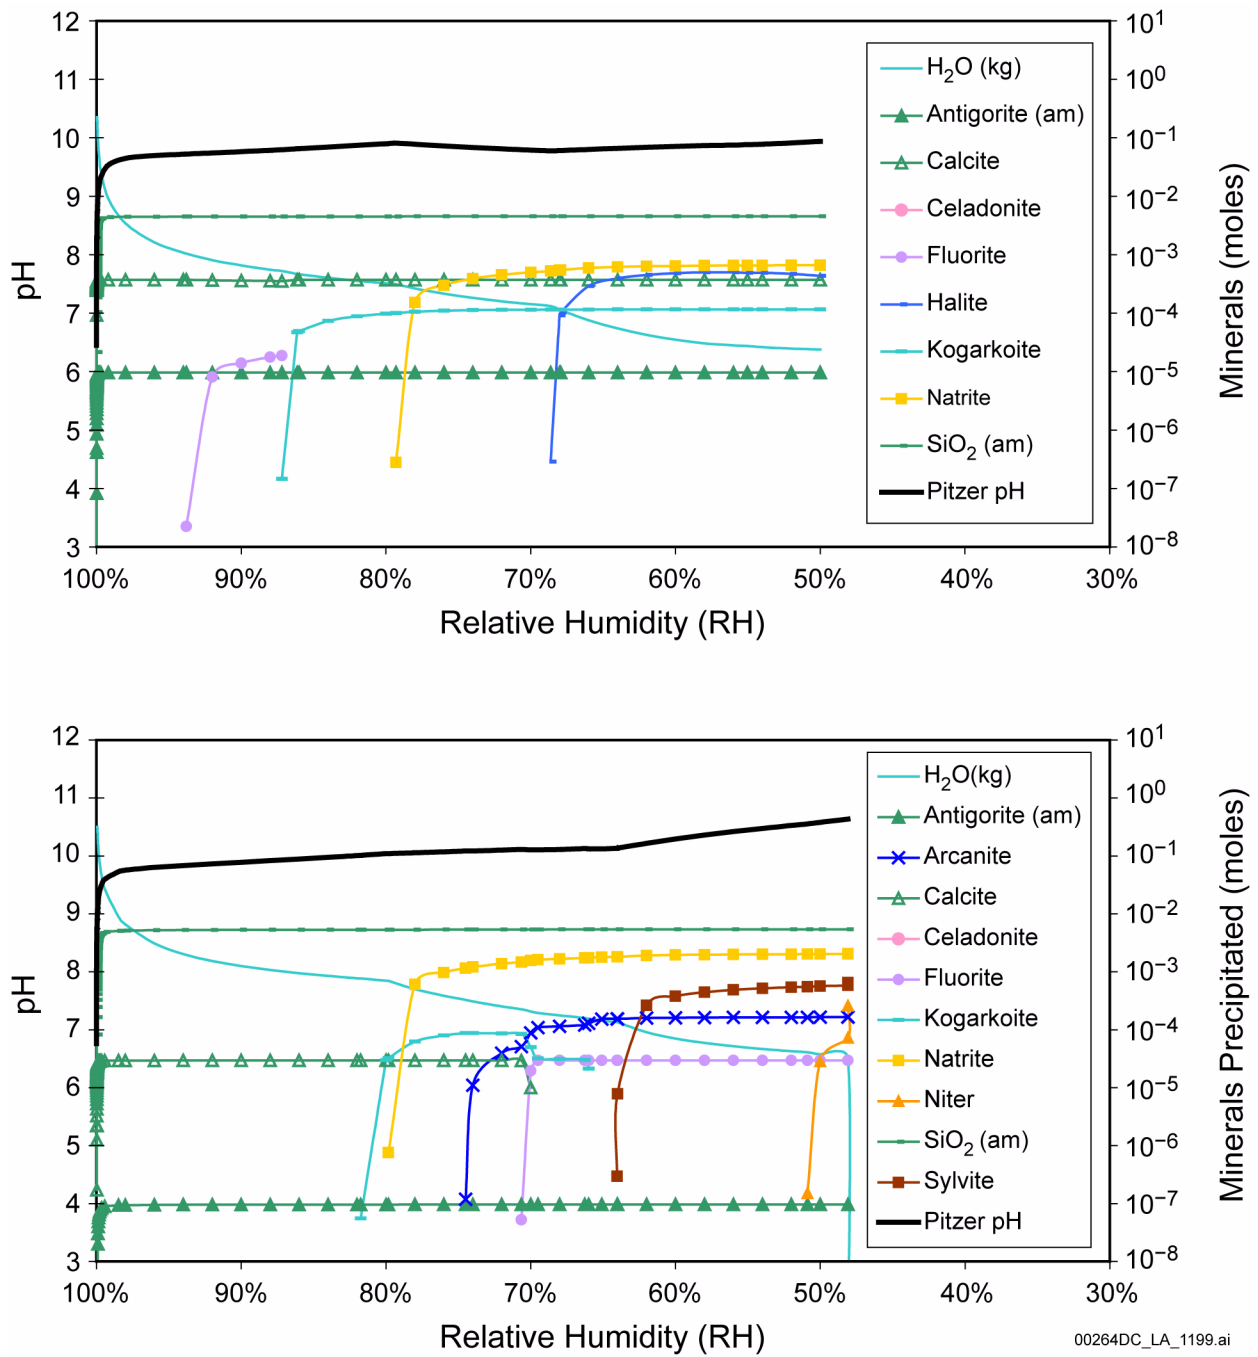 12
11
10
9
8
7
6
5
4
3
pH
10¹
10⁰
10⁻¹
10⁻²
10⁻³
10⁻⁴
10⁻⁵
10⁻⁶
10⁻⁷
10⁻⁸
Minerals (moles)
H₂O (kg)
Antigorite (am)
Calcite
Celadonite
Fluorite
Halite
Kogarkoite
Natrite
SiO₂ (am)
Pitzer pH
100% 90% 80% 70% 60% 50% 40% 30%
Relative Humidity (RH)
12
11
10
9
8
7
6
5
4
3
pH
10¹
10⁰
10⁻¹
10⁻²
10⁻³
10⁻⁴
10⁻⁵
10⁻⁶
10⁻⁷
10⁻⁸
Minerals Precipitated (moles)
H₂O(kg)
Antigorite (am)
Arcanite
Calcite
Celadonite
Fluorite
Kogarkoite
Natrite
Niter
SiO₂ (am)
Sylvite
Pitzer pH
100% 90% 80% 70% 60% 50% 40% 30%
Relative Humidity (RH)
00264DC_LA_1199.ai